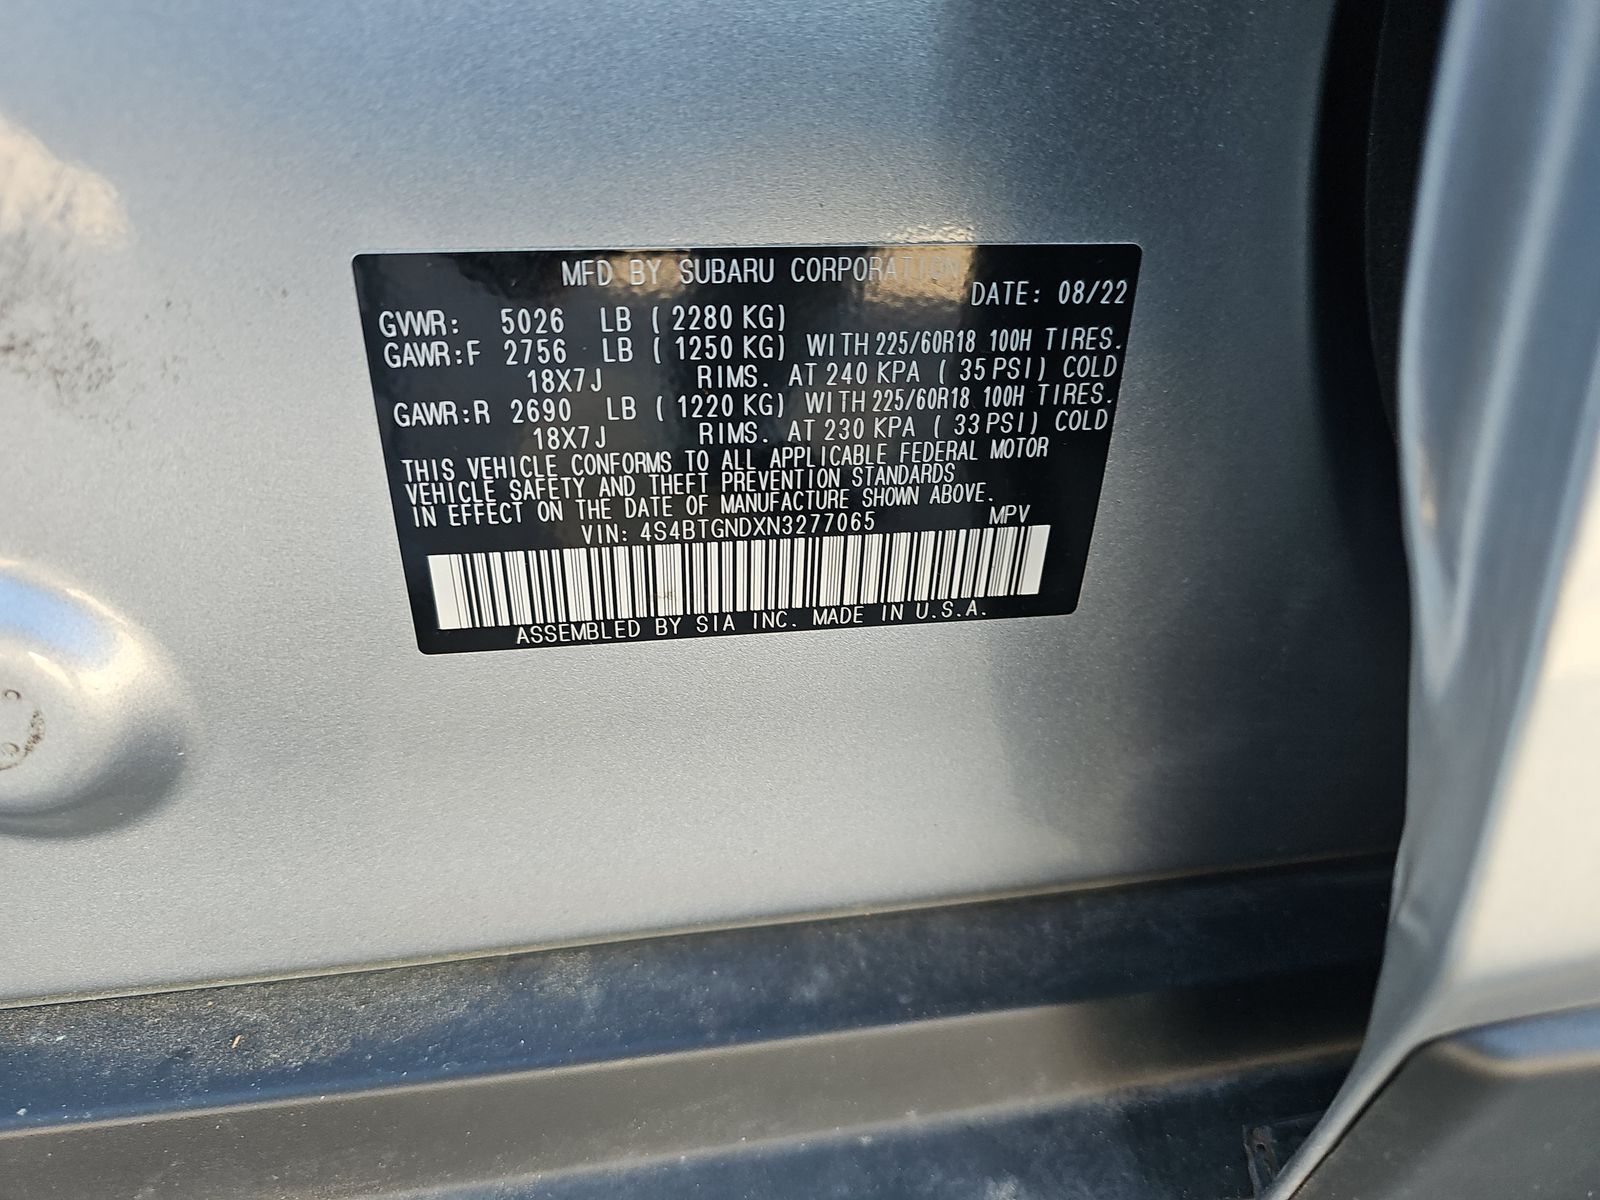 MFD BY SUBARU CORPORATION
DATE: 08/22
GVWR: 5026 LB ( 2280 KG)
GAWR:F 2756 LB ( 1250 KG) WITH 225/60R18 100H TIRES.
18X7J RIMS. AT 240 KPA ( 35 PSI) COLD
GAWR:R 2690 LB ( 1220 KG) WITH 225/60R18 100H TIRES.
18X7J RIMS. AT 230 KPA ( 33 PSI) COLD
THIS VEHICLE CONFORMS TO ALL APPLICABLE FEDERAL MOTOR
VEHICLE SAFETY AND THEFT PREVENTION STANDARDS
IN EFFECT ON THE DATE OF MANUFACTURE SHOWN ABOVE.
VIN: 4S4BTGNDXN3277065 MPV
ASSEMBLED BY SIA INC. MADE IN U.S.A.